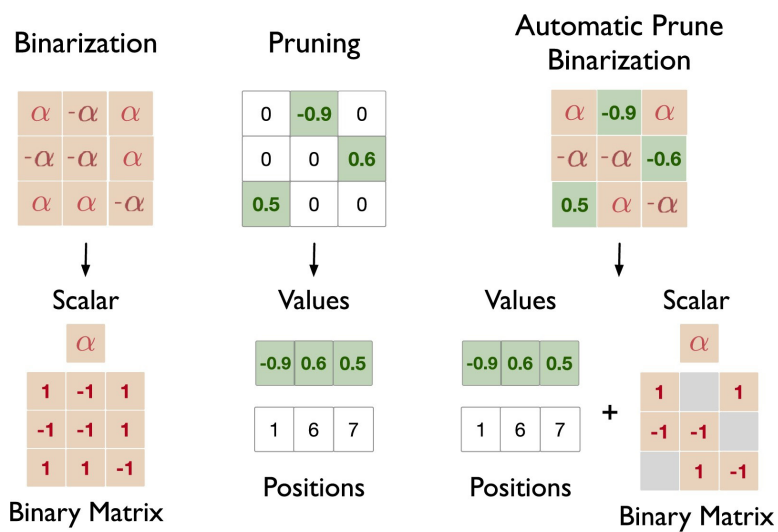 Binarization
Pruning
Automatic Prune
Binarization
α -α α
-α -α α
α α -α
0 -0.9 0
0 0 0.6
0.5 0 0
α -0.9 α
-α -α -0.6
0.5 α -α
Scalar
α
1 -1 1
-1 -1 1
1 1 -1
Binary Matrix
Values
-0.9 0.6 0.5
1 6 7
Positions
Values
-0.9 0.6 0.5
1 6 7
Positions
+
Scalar
α
1 1
-1 -1
1 -1
Binary Matrix